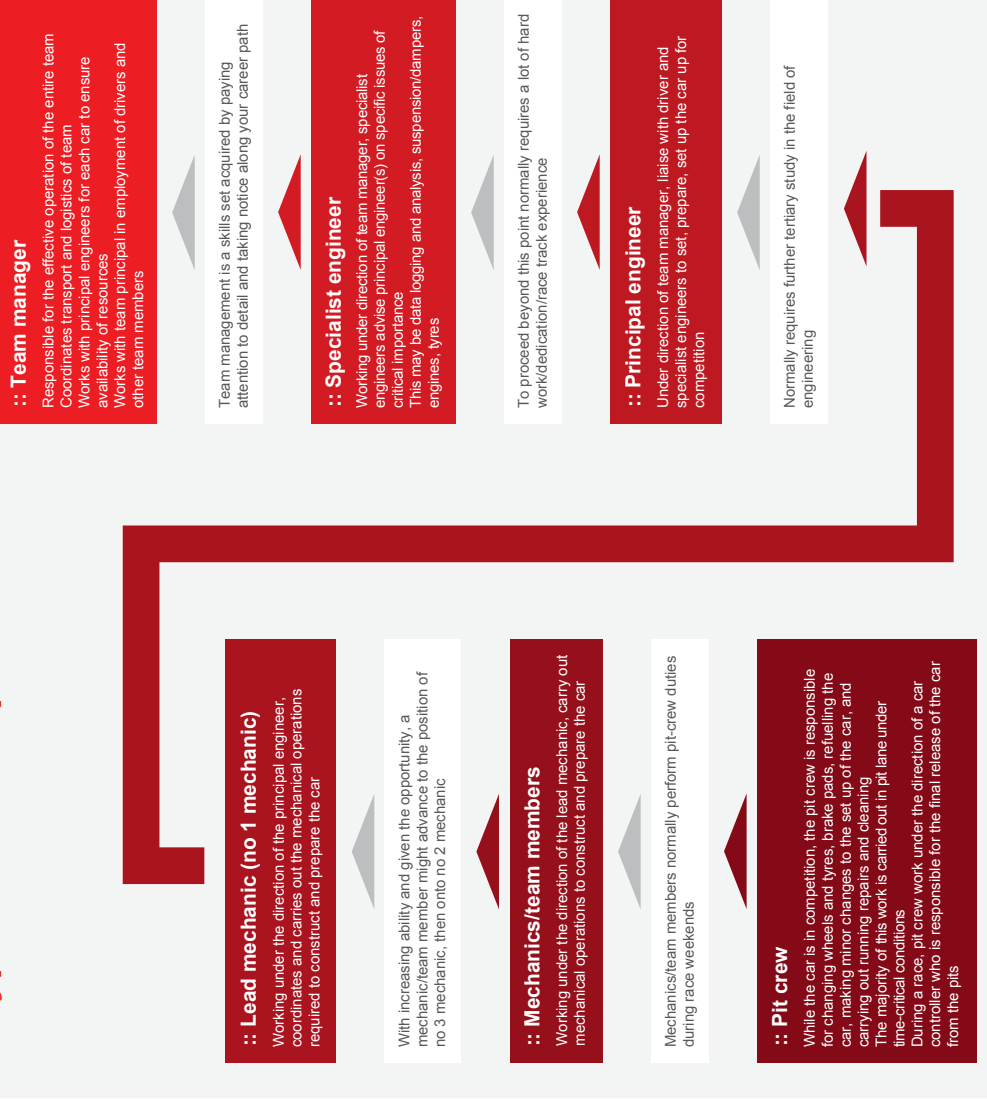 :: Team manager
Responsible for the effective operation of the entire team
Coordinates transport and logistics of team
Works with principal engineers for each car to ensure
availability of resources
Works with team principal in employment of drivers and
other team members
Team management is a skills set acquired by paying
attention to detail and taking notice along your career path
:: Specialist engineer
Working under direction of team manager, specialist
engineers advise principal engineer(s) on specific issues of
critical importance
This may be data logging and analysis, suspension/dampers,
engines, tyres
To proceed beyond this point normally requires a lot of hard
work/dedication/race track experience
:: Principal engineer
Under direction of team manager, liaise with driver and
specialist engineers to set, prepare, set up the car up for
competition
Normally requires further tertiary study in the field of
engineering
:: Lead mechanic (no 1 mechanic)
Working under the direction of the principal engineer,
coordinates and carries out the mechanical operations
required to construct and prepare the car
With increasing ability and given the opportunity, a
mechanic/team member might advance to the position of
no 3 mechanic, then onto no 2 mechanic
:: Mechanics/team members
Working under the direction of the lead mechanic, carry out
mechanical operations to construct and prepare the car
Mechanics/team members normally perform pit-crew duties
during race weekends
:: Pit crew
While the car is in competition, the pit crew is responsible
for changing wheels and tyres, brake pads, refuelling the
car, making minor changes to the set up of the car, and
carrying out running repairs and cleaning
The majority of this work is carried out in pit lane under
time-critical conditions
During a race, pit crew work under the direction of a car
controller who is responsible for the final release of the car
from the pits